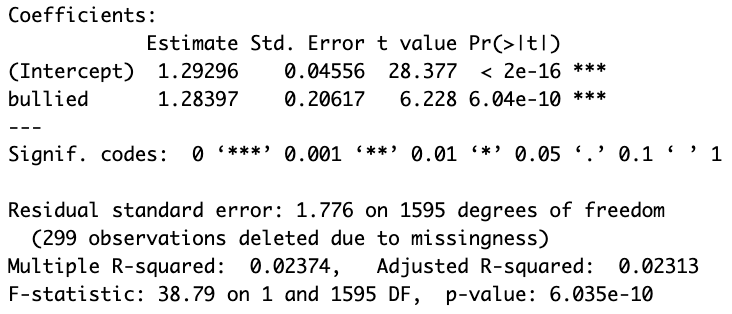 Coefficients:
Estimate Std. Error t value Pr(>|t|)
(Intercept) 1.29296 0.04556 28.377 < 2e-16 ***
bullied 1.28397 0.20617 6.228 6.04e-10 ***
---
Signif. codes: 0 ‘***’ 0.001 ‘**’ 0.01 ‘*’ 0.05 ‘.’ 0.1 ‘ ’ 1
Residual standard error: 1.776 on 1595 degrees of freedom
(299 observations deleted due to missingness)
Multiple R-squared: 0.02374, Adjusted R-squared: 0.02313
F-statistic: 38.79 on 1 and 1595 DF, p-value: 6.035e-10